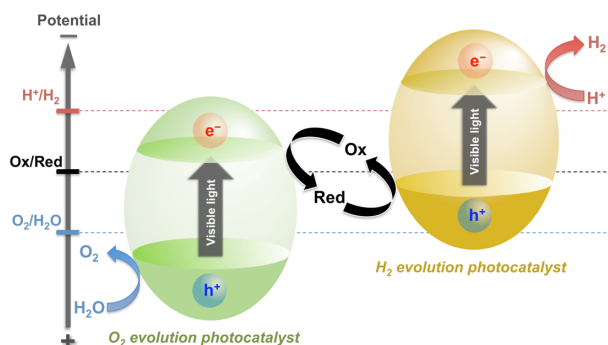 Potential
−
H⁺/H₂
Ox/Red
O₂/H₂O
O₂
H₂O
+
e⁻
Visible light
h⁺
O₂ evolution photocatalyst
Ox
Red
e⁻
Visible light
h⁺
H₂ evolution photocatalyst
H₂
H⁺